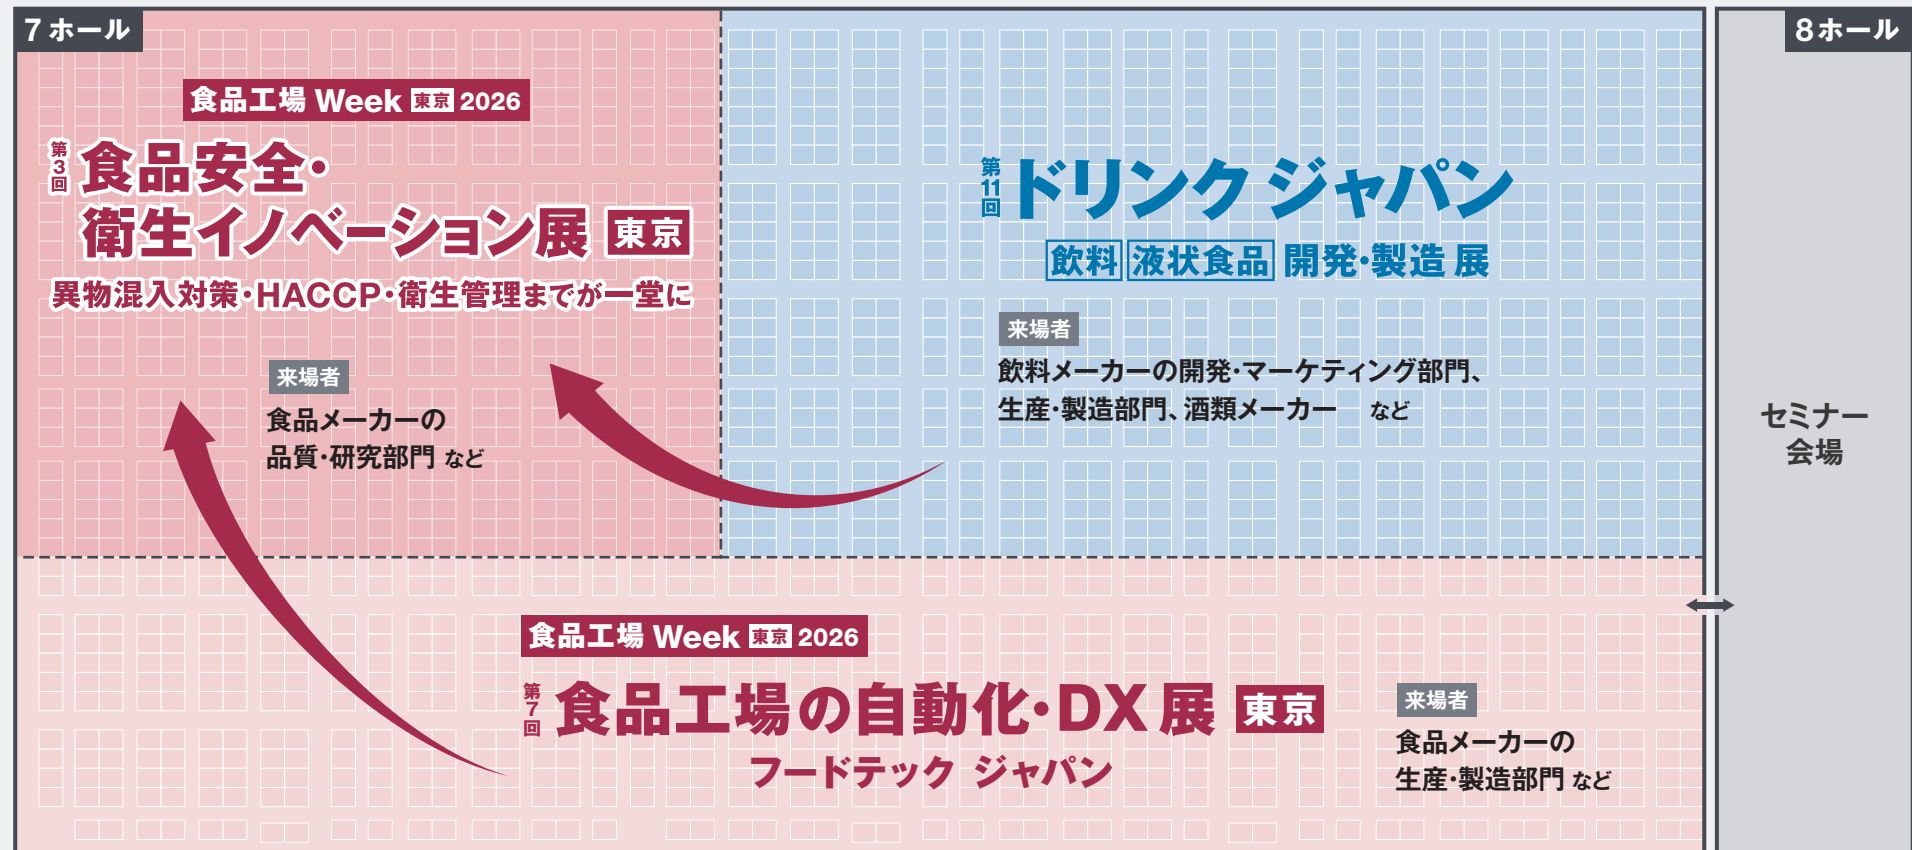 7ホール
食品工場 Week 東京 2026
第3回 食品安全・
衛生イノベーション展 東京
異物混入対策・HACCP・衛生管理までが一堂に
来場者
食品メーカーの
品質・研究部門 など
第11回 ドリンク ジャパン
飲料 液状食品 開発・製造 展
来場者
飲料メーカーの開発・マーケティング部門、
生産・製造部門、酒類メーカー など
食品工場 Week 東京 2026
第7回 食品工場の自動化・DX 展 東京
フードテック ジャパン
来場者
食品メーカーの
生産・製造部門 など
8ホール
セミナー
会場